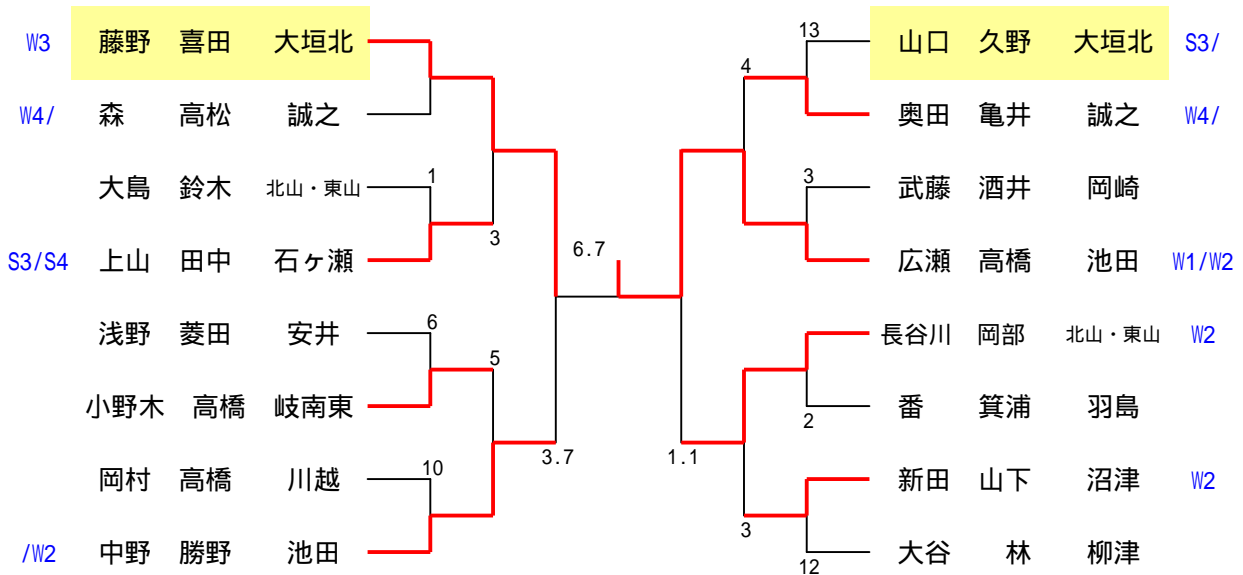 W3 藤野 喜田 大垣北
W4/ 森 高松 誠之
大島 鈴木 北山・東山 1
3
S3/S4 上山 田中 石ヶ瀬
浅野 菱田 安井 6
5
小野木 高橋 岐南東
3.7
岡村 高橋 川越 10
/W2 中野 勝野 池田
6.7
13 山口 久野 大垣北 S3/
4
奥田 亀井 誠之 W4/
3 武藤 酒井 岡崎
広瀬 高橋 池田 W1/W2
長谷川 岡部 北山・東山 W2
2 番 箕浦 羽島
1.1
新田 山下 沼津 W2
3
12 大谷 林 柳津